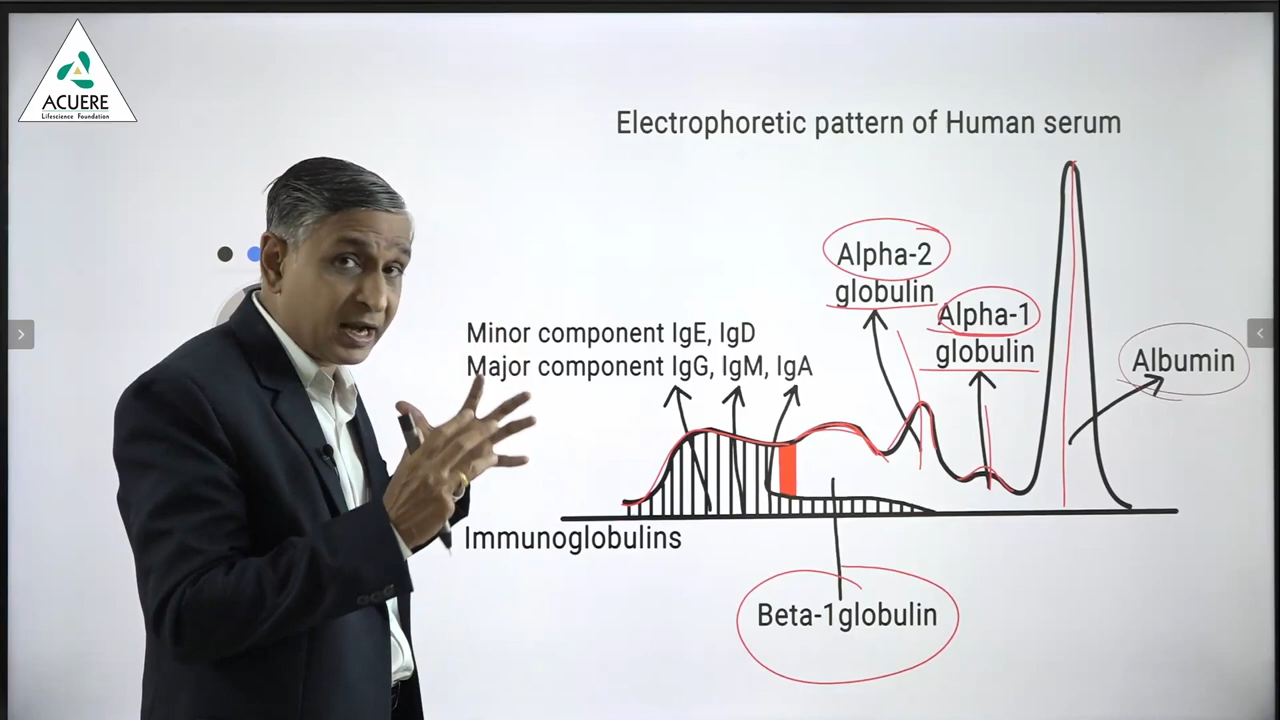 ACUERE
Lifescience Foundation
Electrophoretic pattern of Human serum
Alpha-2
globulin
Alpha-1
globulin
Minor component IgE, IgD
Major component IgG, IgM, IgA
Albumin
Immunoglobulins
Beta-1globulin